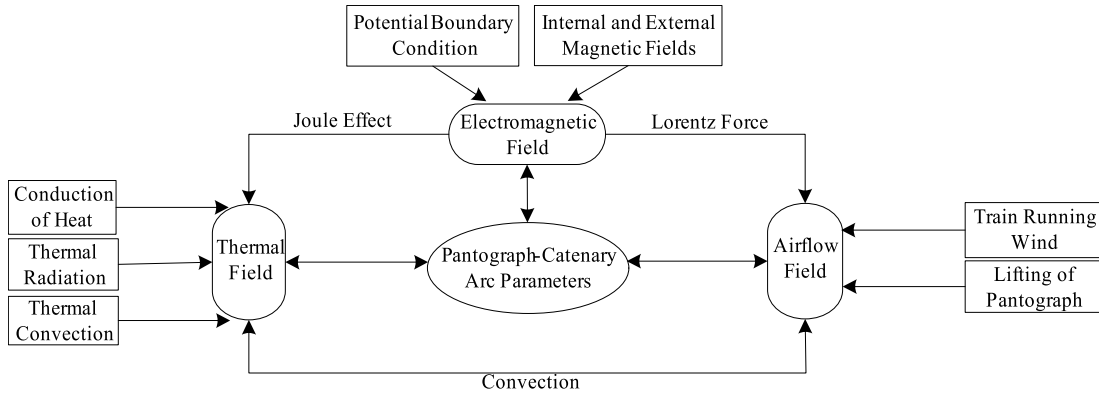 Potential Boundary
Condition
Internal and External
Magnetic Fields
Joule Effect
Electromagnetic
Field
Lorentz Force
Conduction
of Heat
Thermal
Radiation
Thermal
Convection
Thermal
Field
Pantograph-Catenary
Arc Parameters
Airflow
Field
Train Running
Wind
Lifting of
Pantograph
Convection